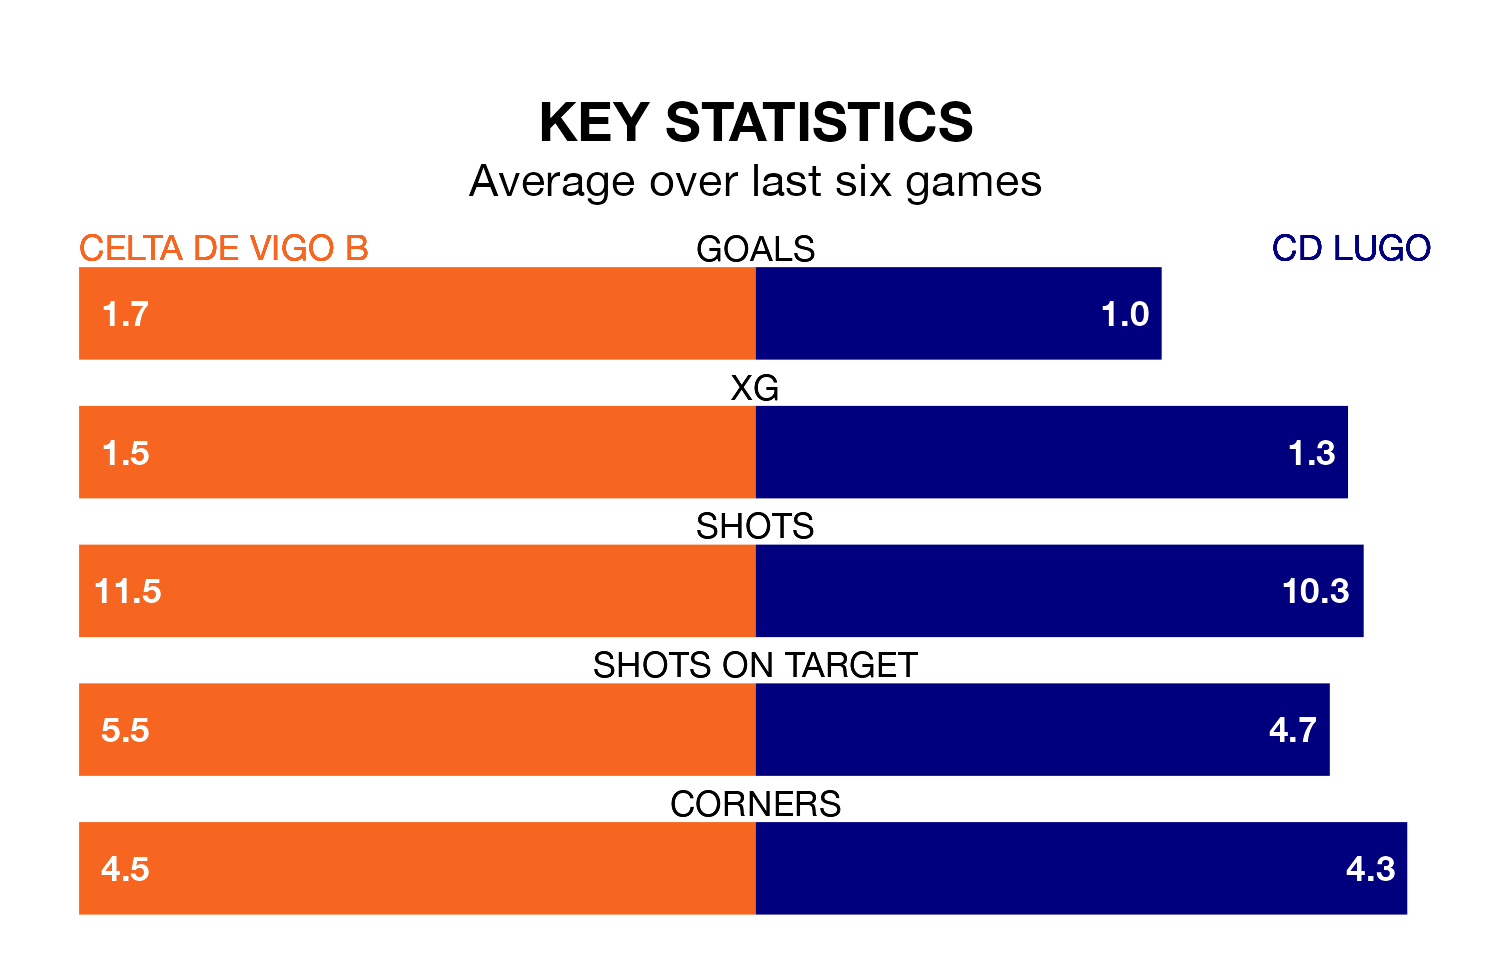 KEY STATISTICS
Average over last six games
CELTA DE VIGO B GOALS CD LUGO
1.7 1.0
XG
1.5 1.3
SHOTS
11.5 10.3
SHOTS ON TARGET
5.5 4.7
CORNERS
4.5 4.3